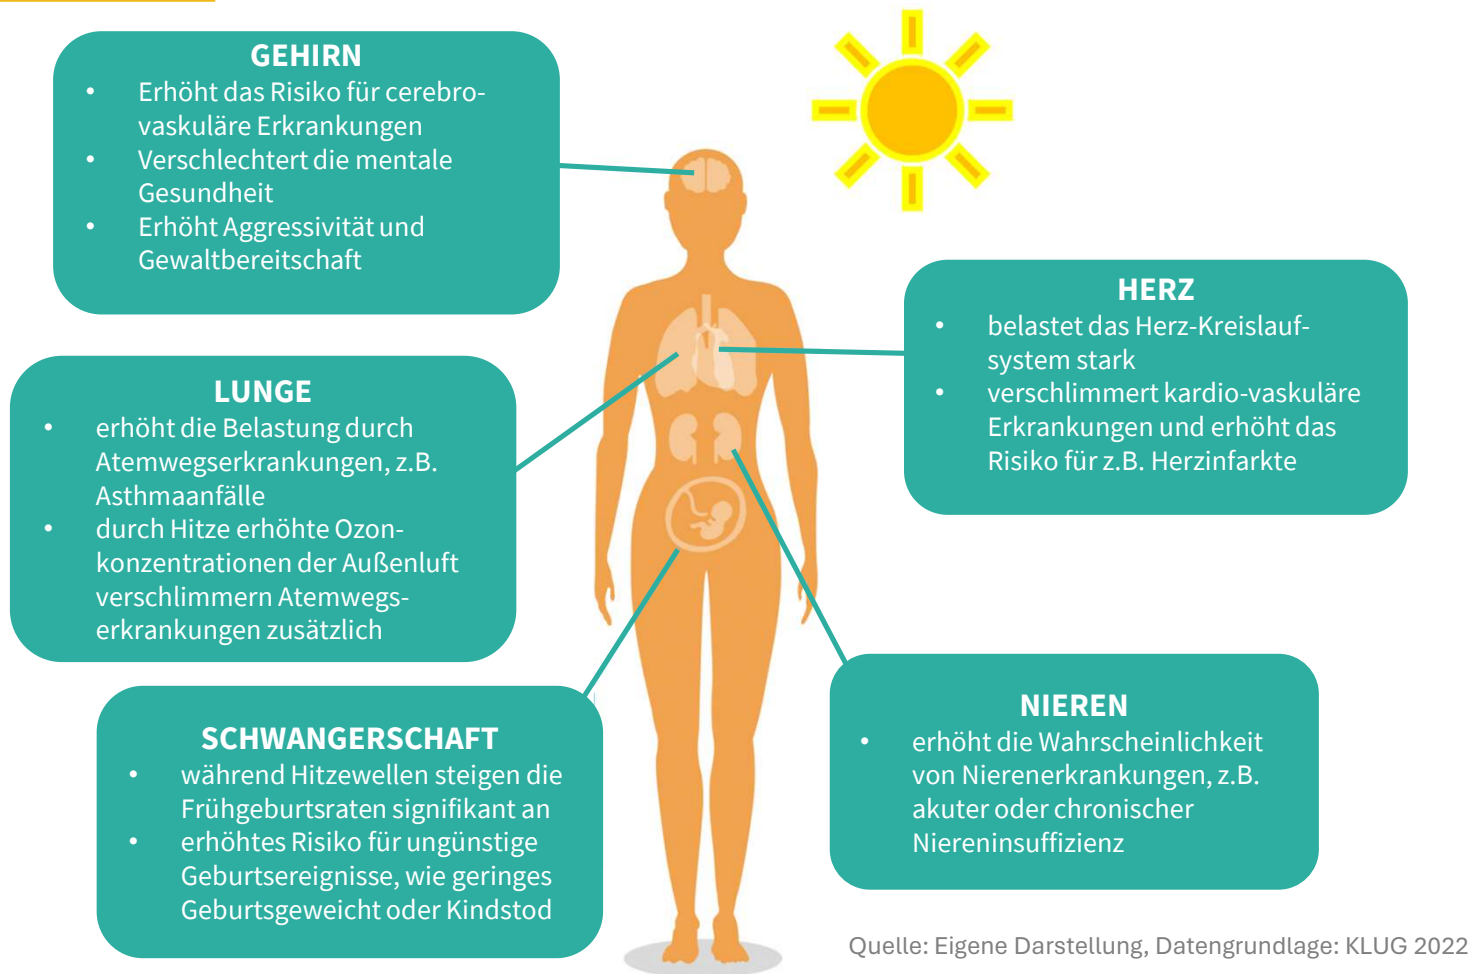 GEHIRN
• Erhöht das Risiko für cerebro-
vaskuläre Erkrankungen
• Verschlechtert die mentale
Gesundheit
• Erhöht Aggressivität und
Gewaltbereitschaft
HERZ
• belastet das Herz-Kreislauf-
system stark
• verschlimmert kardio-vaskuläre
Erkrankungen und erhöht das
Risiko für z.B. Herzinfarkte
LUNGE
• erhöht die Belastung durch
Atemwegserkrankungen, z.B.
Asthmaanfälle
• durch Hitze erhöhte Ozon-
konzentrationen der Außenluft
verschlimmern Atemwegs-
erkrankungen zusätzlich
NIEREN
• erhöht die Wahrscheinlichkeit
von Nierenerkrankungen, z.B.
akuter oder chronischer
Niereninsuffizienz
SCHWANGERSCHAFT
• während Hitzewellen steigen die
Frühgeburtsraten signifikant an
• erhöhtes Risiko für ungünstige
Geburtsereignisse, wie geringes
Geburtsgeweicht oder Kindstod
Quelle: Eigene Darstellung, Datengrundlage: KLUG 2022